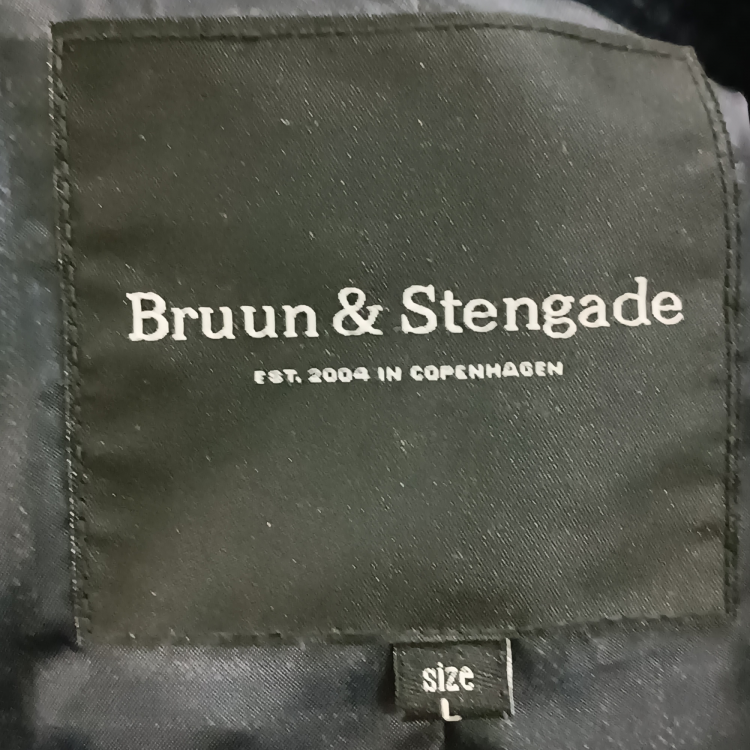 Bruun & Stengade
EST. 2004 IN COPENHAGEN
size
L